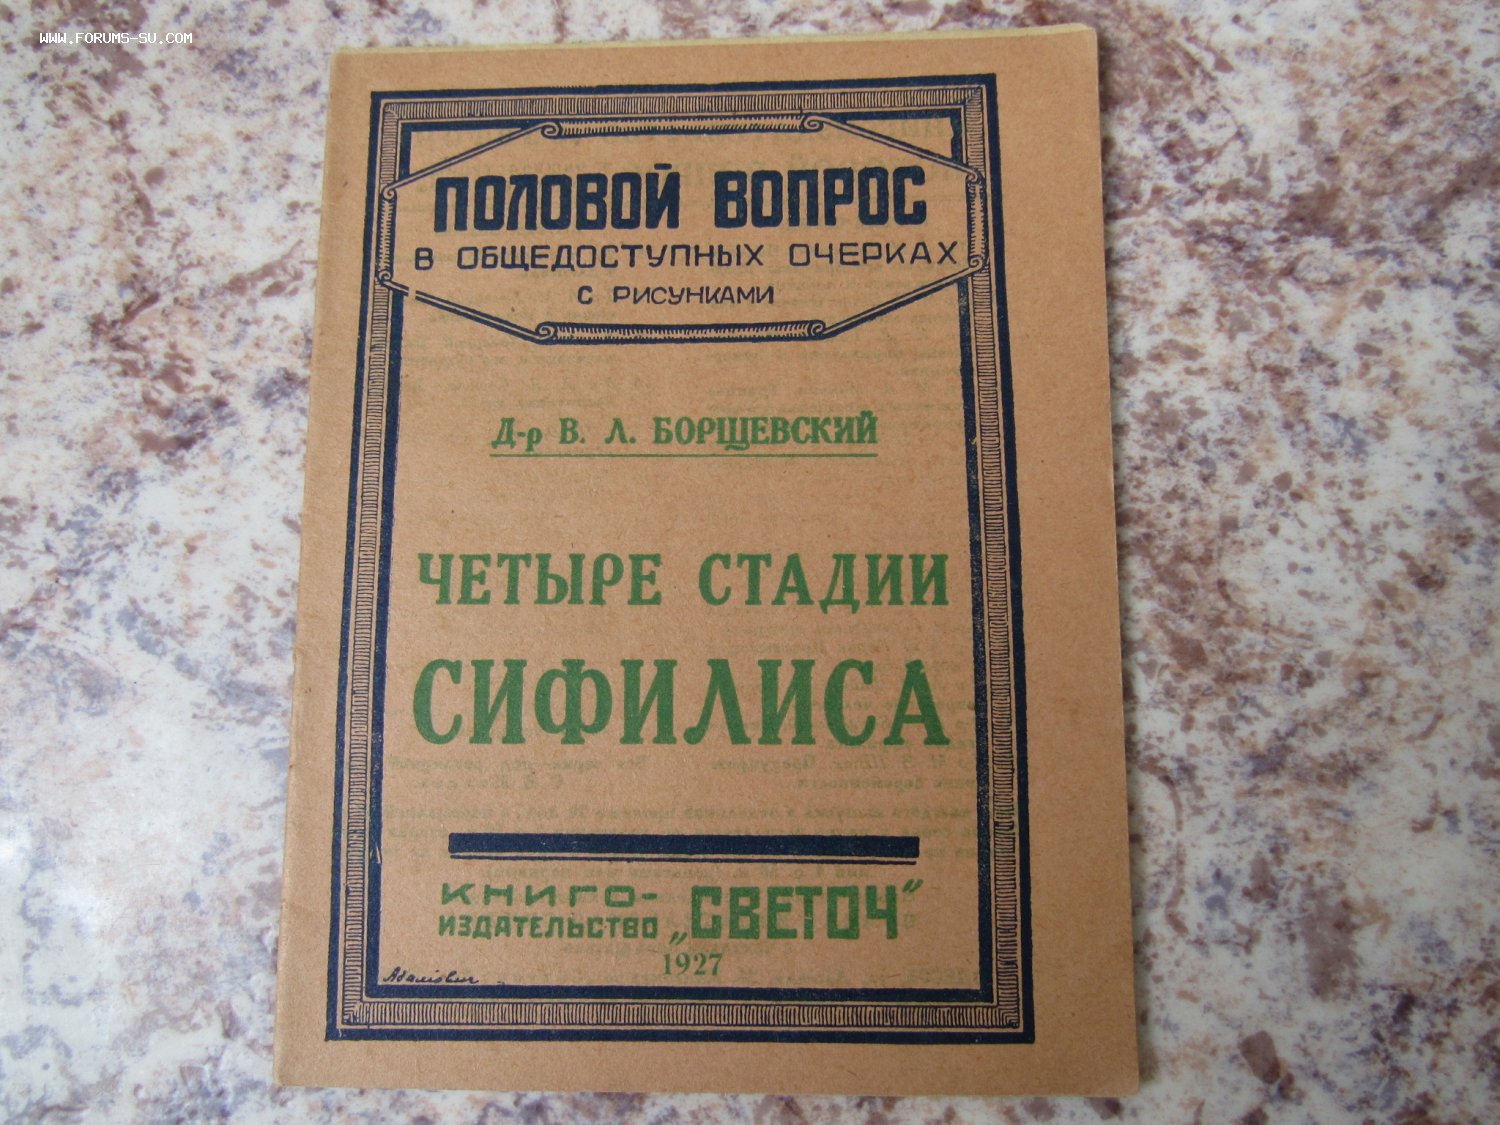 WWW.FORUMS-SU.COM
ПОЛОВОЙ ВОПРОС
В ОБЩЕДОСТУПНЫХ ОЧЕРКАХ
С РИСУНКАМИ
Д-р В. Л. БОРЩЕВСКИЙ
ЧЕТЫРЕ СТАДИИ
СИФИЛИСА
КНИГО-
ИЗДАТЕЛЬСТВО „СВЕТОЧ"
1927